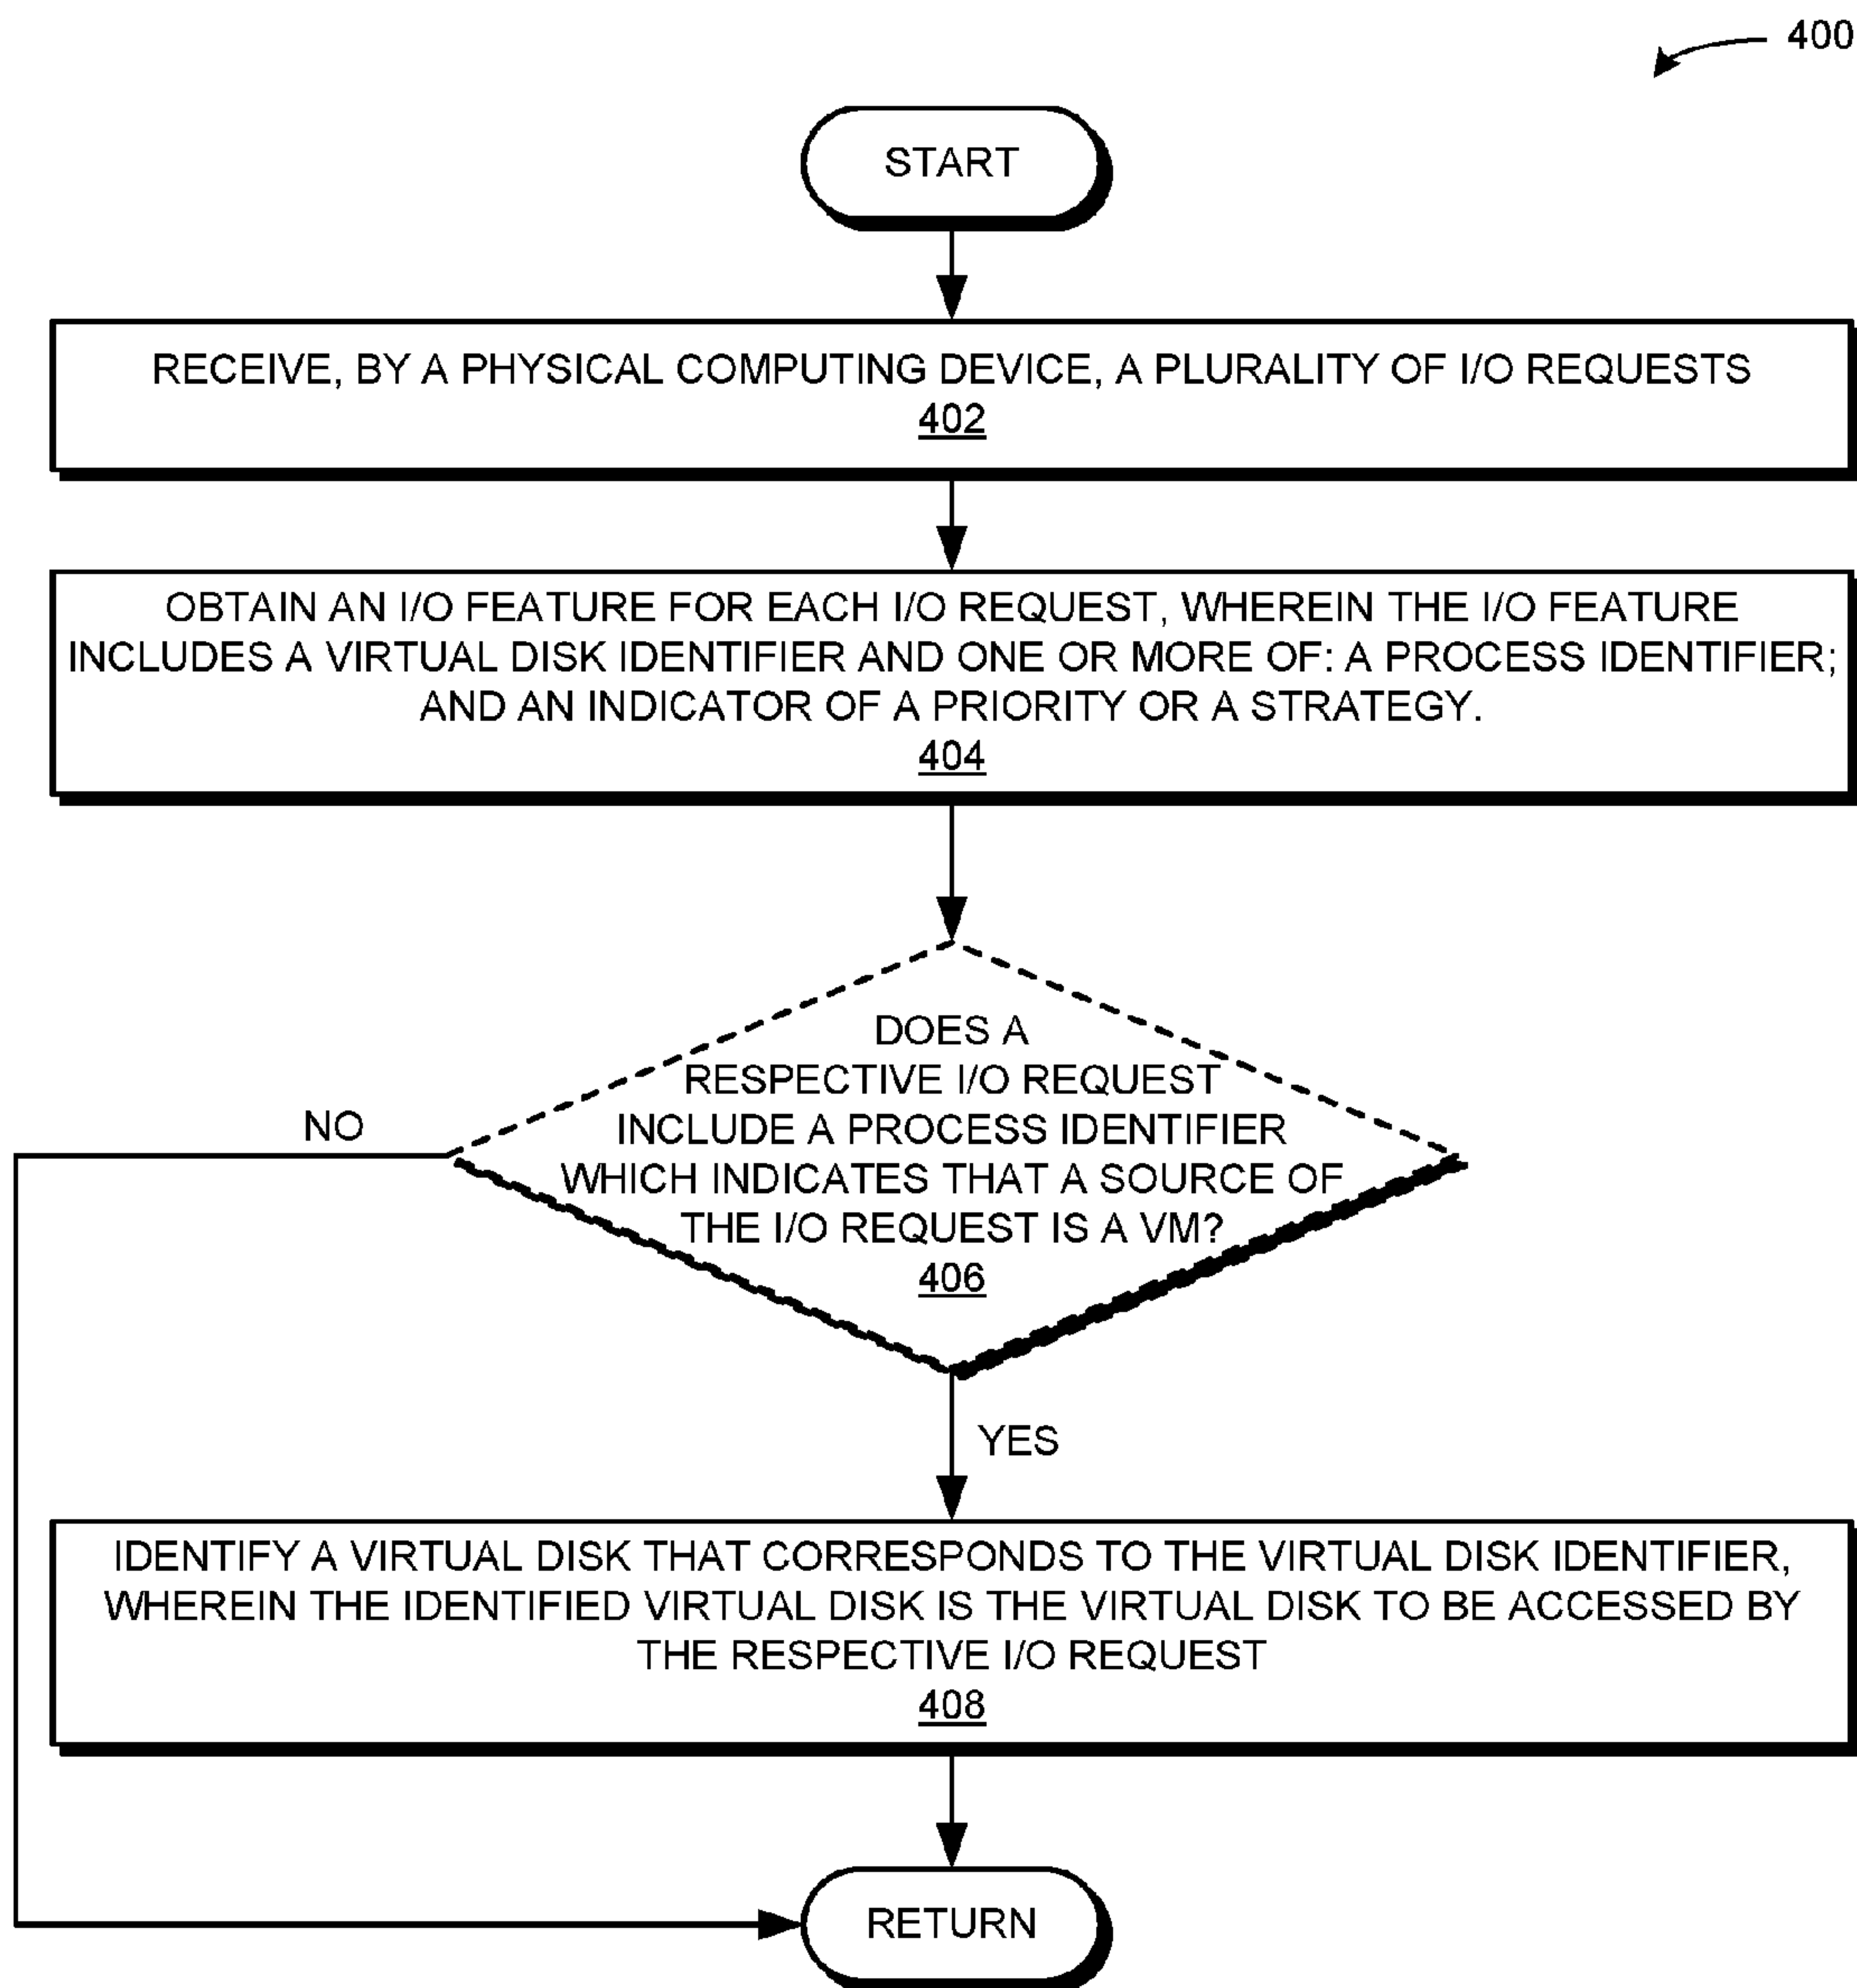 400
START
RECEIVE, BY A PHYSICAL COMPUTING DEVICE, A PLURALITY OF I/O REQUESTS
402
OBTAIN AN I/O FEATURE FOR EACH I/O REQUEST, WHEREIN THE I/O FEATURE
INCLUDES A VIRTUAL DISK IDENTIFIER AND ONE OR MORE OF: A PROCESS IDENTIFIER;
AND AN INDICATOR OF A PRIORITY OR A STRATEGY.
404
DOES A
RESPECTIVE I/O REQUEST
INCLUDE A PROCESS IDENTIFIER
WHICH INDICATES THAT A SOURCE OF
THE I/O REQUEST IS A VM?
406
NO
YES
IDENTIFY A VIRTUAL DISK THAT CORRESPONDS TO THE VIRTUAL DISK IDENTIFIER,
WHEREIN THE IDENTIFIED VIRTUAL DISK IS THE VIRTUAL DISK TO BE ACCESSED BY
THE RESPECTIVE I/O REQUEST
408
RETURN